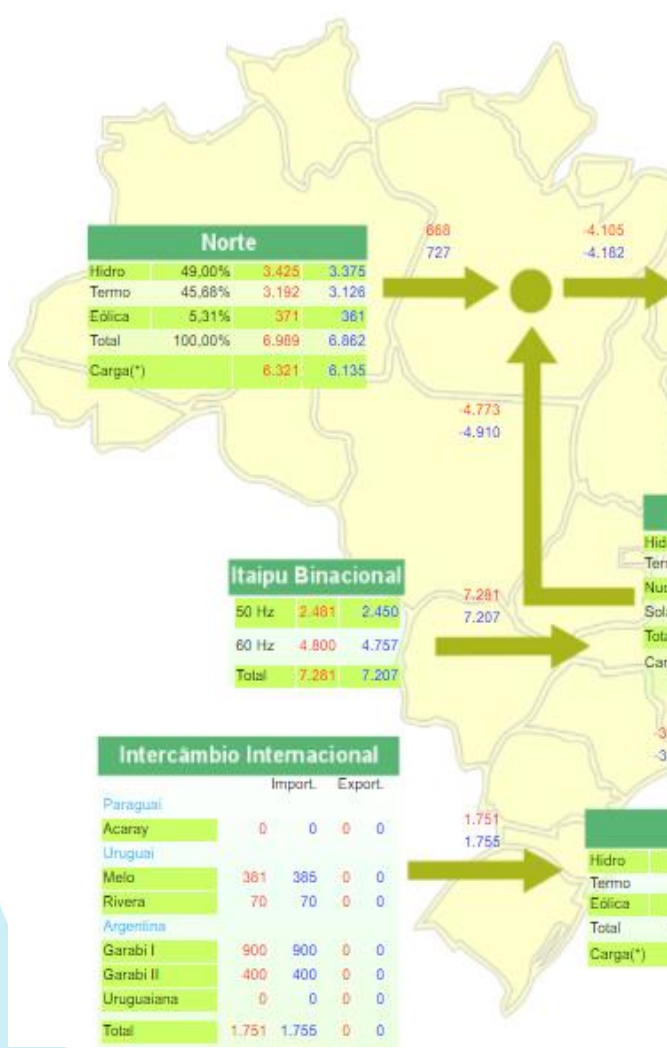 668 -4.105
727 -4.182
Norte
Hidro 49,00% 3.425 3.375
Termo 45,68% 3.192 3.126
Eólica 5,31% 371 361
Total 100,00% 6.989 6.862
Carga(*) 6.321 6.135
-4.773
-4.910
Itaipu Binacional
50 Hz 2.481 2.450
60 Hz 4.800 4.757
Total 7.281 7.207
7.281
7.207
Intercâmbio Internacional
Import. Export.
Paraguai
Acaray 0 0 0 0
Uruguai
Melo 381 385 0 0
Rivera 70 70 0 0
Argentina
Garabi I 900 900 0 0
Garabi II 400 400 0 0
Uruguaiana 0 0 0 0
Total 1.751 1.755 0 0
1.751
1.755
Hidro
Termo
Eólica
Total
Carga(*)